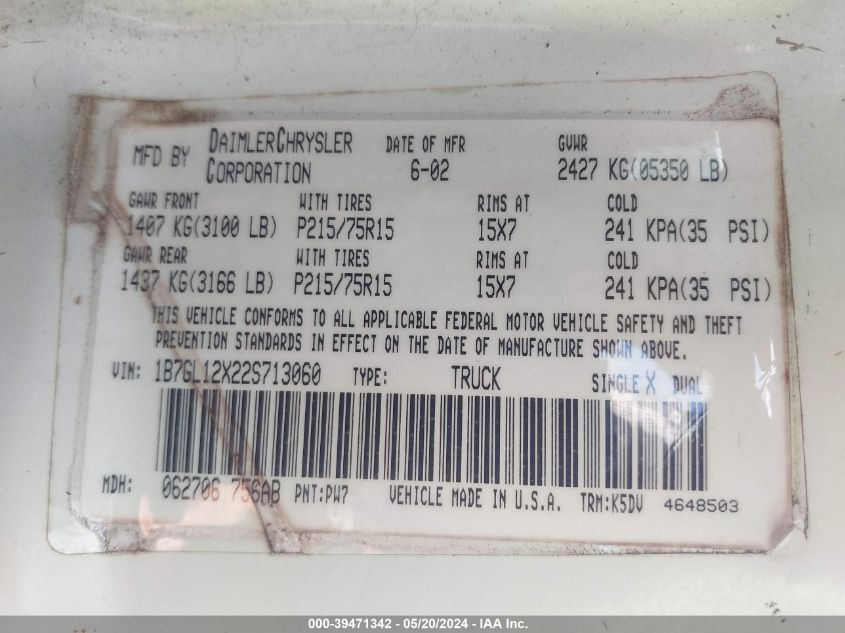 MFD BY DAIMLERCHRYSLER CORPORATION DATE OF MFR 6-02 GVWR 2427 KG(05350 LB)
GAWR FRONT WITH TIRES RIMS AT COLD
1407 KG(3100 LB) P215/75R15 15X7 241 KPA(35 PSI)
GAWR REAR WITH TIRES RIMS AT COLD
1437 KG(3166 LB) P215/75R15 15X7 241 KPA(35 PSI)
THIS VEHICLE CONFORMS TO ALL APPLICABLE FEDERAL MOTOR VEHICLE SAFETY AND THEFT
PREVENTION STANDARDS IN EFFECT ON THE DATE OF MANUFACTURE SHOWN ABOVE.
VIN: 1B7GL12X22S713060 TYPE: TRUCK SINGLE X DUAL
MDH: 062706 756AB PNT:PW7 VEHICLE MADE IN U.S.A. TRM:K5DV 4648503
000-39471342 - 05/20/2024 - IAA Inc.